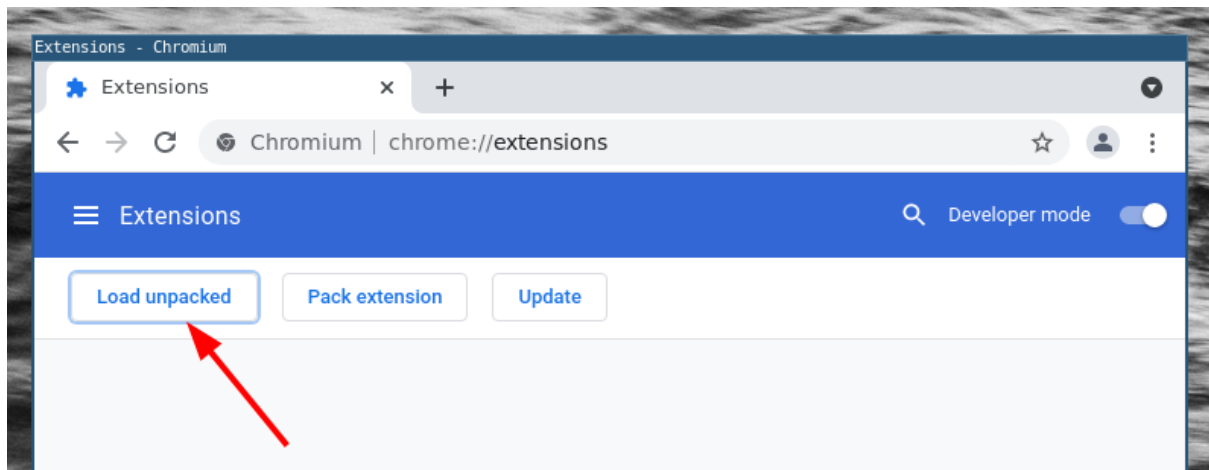 Extensions - Chromium
Extensions
Chromium | chrome://extensions
Extensions Developer mode
Load unpacked Pack extension Update